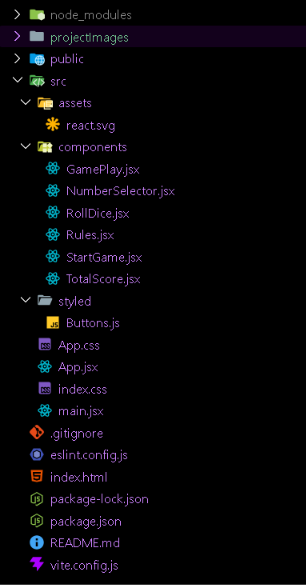 node_modules
projectImages
public
src
assets
react.svg
components
GamePlay.jsx
NumberSelector.jsx
RollDice.jsx
Rules.jsx
StartGame.jsx
TotalScore.jsx
styled
Buttons.js
App.css
App.jsx
index.css
main.jsx
.gitignore
eslint.config.js
index.html
package-lock.json
package.json
README.md
vite.config.js